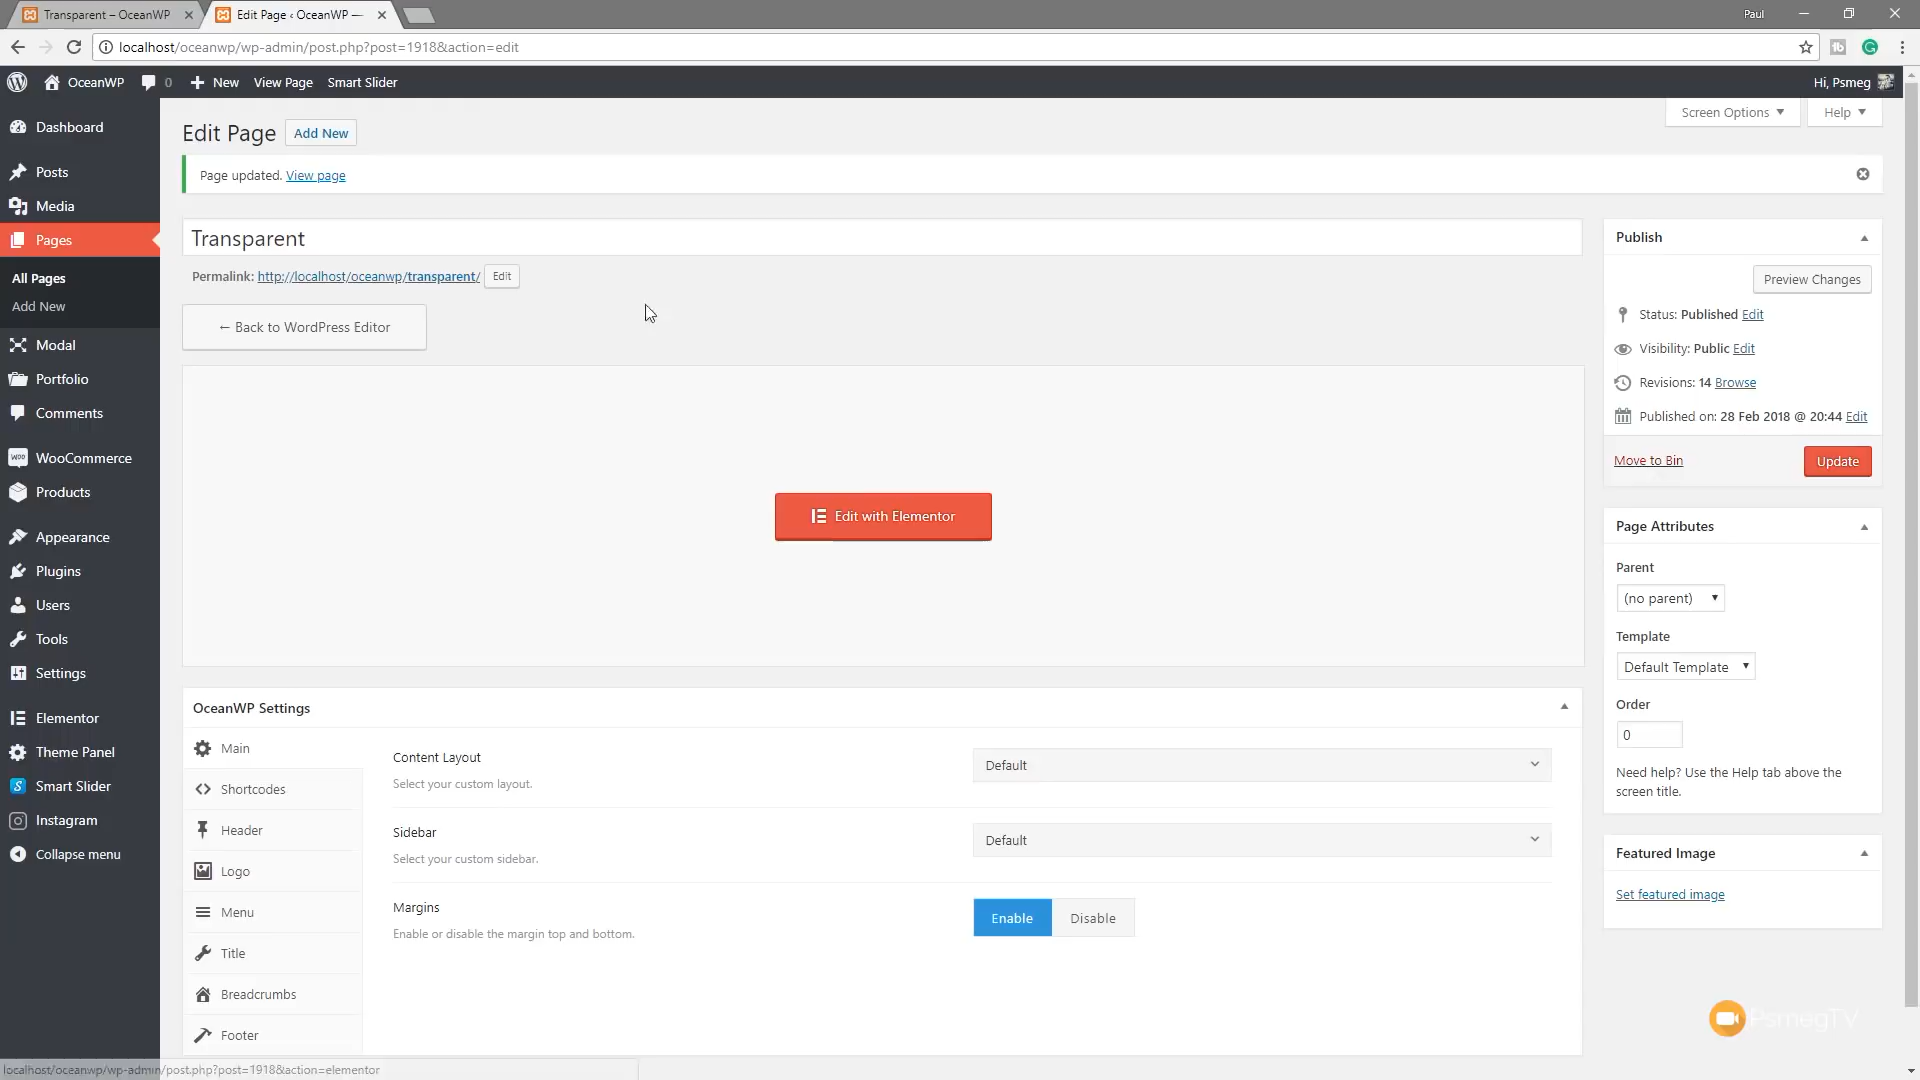 Transparent – OceanWP
Edit Page ‹ OceanWP —
Paul
localhost/oceanwp/wp-admin/post.php?post=1918&action=edit
OceanWP
0
New
View Page
Smart Slider
Hi, Psmeg
Dashboard
Posts
Media
Pages
All Pages
Add New
Modal
Portfolio
Comments
WooCommerce
Products
Appearance
Plugins
Users
Tools
Settings
Elementor
Theme Panel
Smart Slider
Instagram
Collapse menu
Screen Options
Help
Edit Page
Add New
Page updated. View page
Transparent
Permalink: http://localhost/oceanwp/transparent/ Edit
← Back to WordPress Editor
Edit with Elementor
OceanWP Settings
Main
Shortcodes
Header
Logo
Menu
Title
Breadcrumbs
Footer
Content Layout
Select your custom layout.
Default
Sidebar
Select your custom sidebar.
Default
Margins
Enable or disable the margin top and bottom.
Enable
Disable
Publish
Preview Changes
Status: Published Edit
Visibility: Public Edit
Revisions: 14 Browse
Published on: 28 Feb 2018 @ 20:44 Edit
Move to Bin
Update
Page Attributes
Parent
(no parent)
Template
Default Template
Order
0
Need help? Use the Help tab above the
screen title.
Featured Image
Set featured image
PsmegTV
localhost/oceanwp/wp-admin/post.php?post=1918&action=elementor